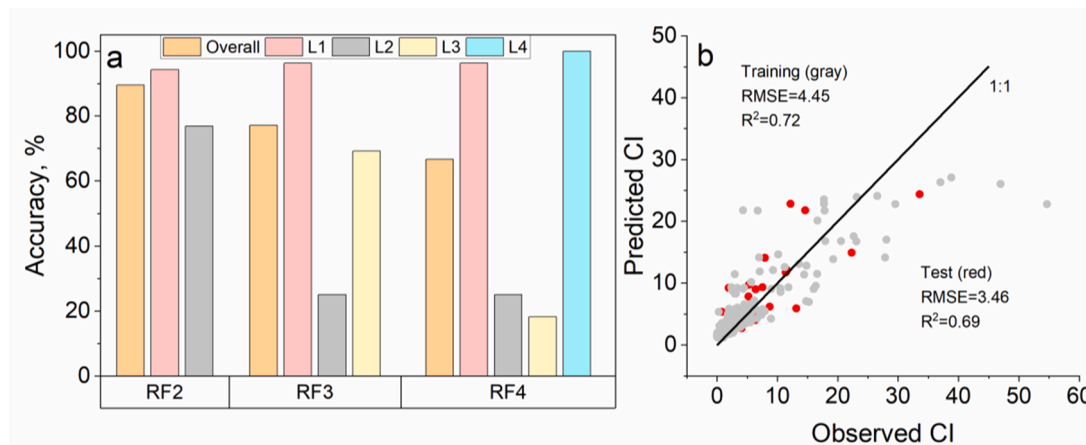 a
Overall L1 L2 L3 L4
Accuracy, %
100
80
60
40
20
0
RF2 RF3 RF4
b
Training (gray)
RMSE=4.45
R²=0.72
1:1
Test (red)
RMSE=3.46
R²=0.69
Predicted CI
50
40
30
20
10
0
0 10 20 30 40 50 60
Observed CI